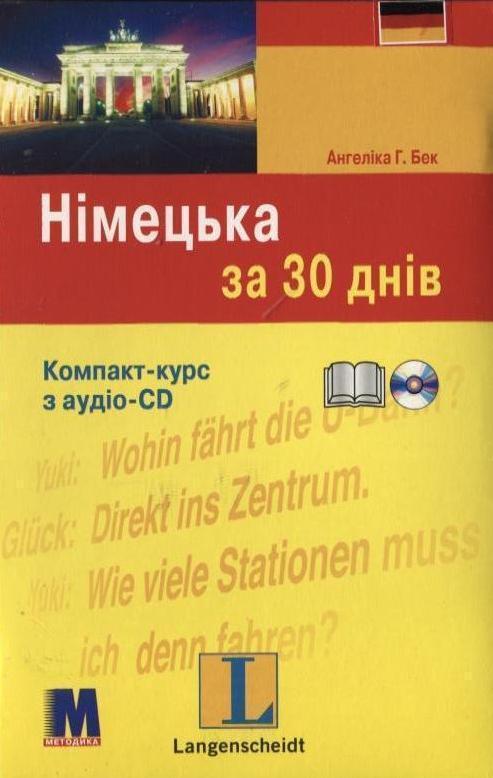 Ангеліка Г. Бек
Німецька
за 30 днів
Компакт-курс
з аудіо-CD
Yuki: Wohin fährt die U-Bahn?
Glück: Direkt ins Zentrum.
Yuki: Wie viele Stationen muss
ich denn fahren?
М
МЕТОДИКА
L
Langenscheidt